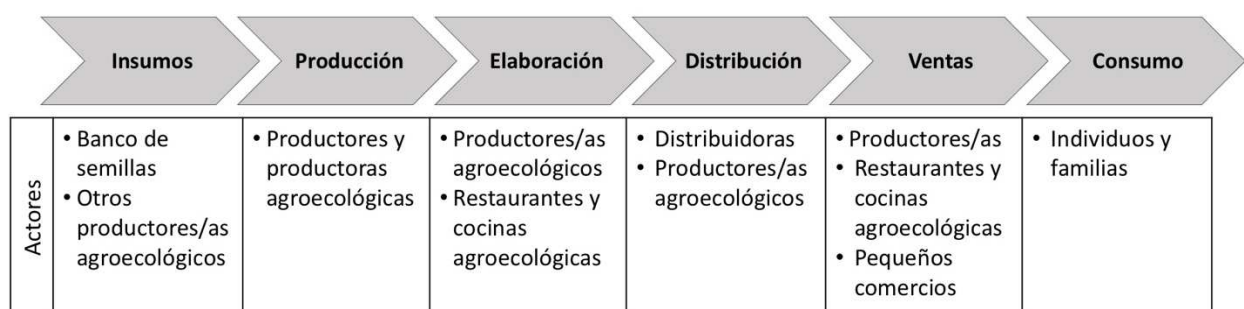 Insumos
Producción
Elaboración
Distribución
Ventas
Consumo
Actores
• Banco de
semillas
• Otros
productores/as
agroecológicos
• Productores y
productoras
agroecológicas
• Productores/as
agroecológicos
• Restaurantes y
cocinas
agroecológicas
• Distribuidoras
• Productores/as
agroecológicos
• Productores/as
• Restaurantes y
cocinas
agroecológicas
• Pequeños
comercios
• Individuos y
familias